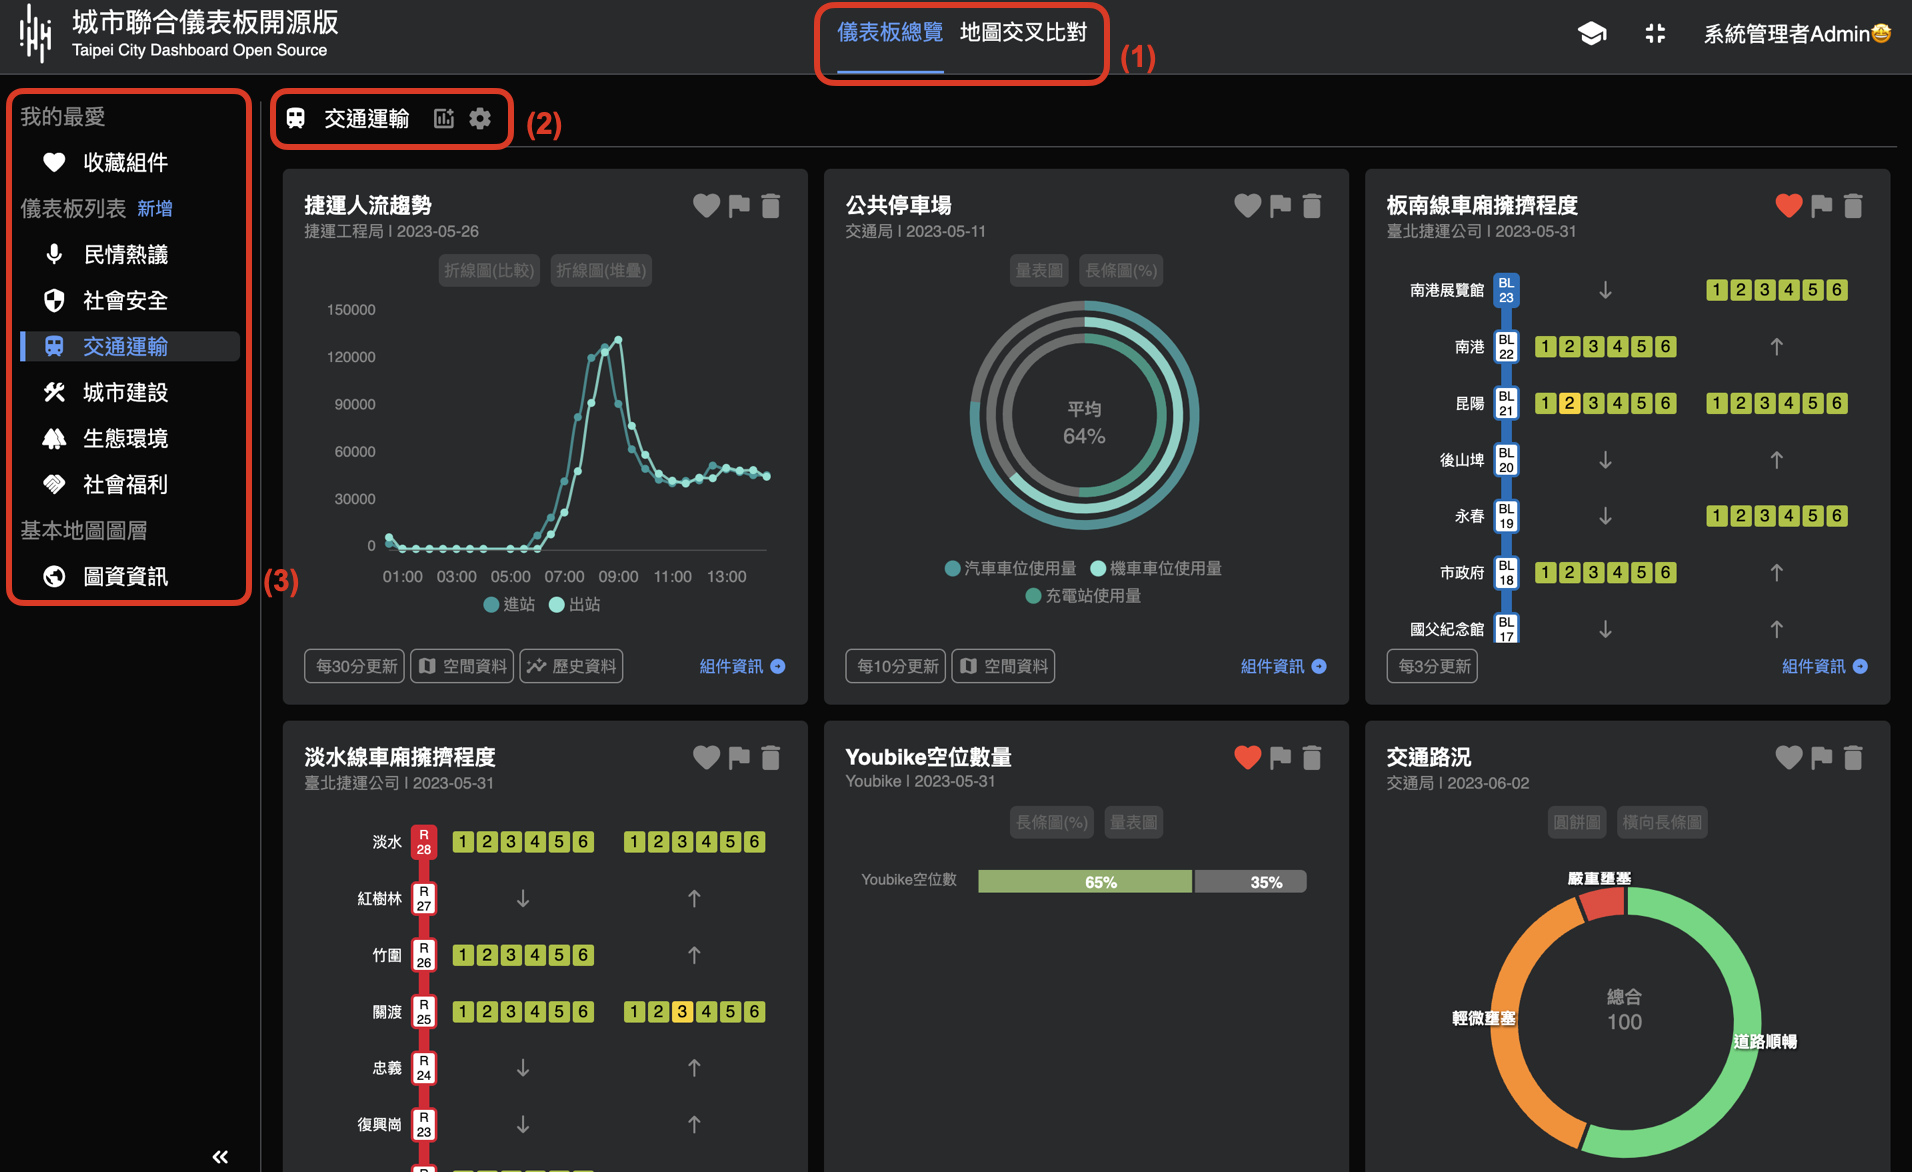 城市聯合儀表板開源版
Taipei City Dashboard Open Source
儀表板總覽 地圖交叉比對
(1)
系統管理者Admin🤩
我的最愛
收藏組件
儀表板列表 新增
民情熱議
社會安全
交通運輸
城市建設
生態環境
社會福利
基本地圖圖層
圖資資訊
(3)
交通運輸
(2)
捷運人流趨勢
捷運工程局 | 2023-05-26
折線圖(比較) 折線圖(堆疊)
150000
120000
90000
60000
30000
0
01:00 03:00 05:00 07:00 09:00 11:00 13:00
進站 出站
每30分更新 空間資料 歷史資料 組件資訊
公共停車場
交通局 | 2023-05-11
量表圖 長條圖(%)
平均
64%
汽車車位使用量 機車車位使用量
充電站使用量
每10分更新 空間資料 組件資訊
板南線車廂擁擠程度
臺北捷運公司 | 2023-05-31
南港展覽館 BL 23 ↓ 1 2 3 4 5 6
南港 BL 22 1 2 3 4 5 6 ↑
昆陽 BL 21 1 2 3 4 5 6 1 2 3 4 5 6
後山埤 BL 20 ↓ ↑
永春 BL 19 ↓ 1 2 3 4 5 6
市政府 BL 18 1 2 3 4 5 6 ↑
國父紀念館 BL 17 ↓ ↑
每3分更新 組件資訊
淡水線車廂擁擠程度
臺北捷運公司 | 2023-05-31
淡水 R 28 1 2 3 4 5 6 1 2 3 4 5 6
紅樹林 R 27 ↓ ↑
竹圍 R 26 1 2 3 4 5 6 ↑
關渡 R 25 1 2 3 4 5 6 1 2 3 4 5 6
忠義 R 24 ↓ ↑
復興崗 R 23 ↓ ↑
Youbike空位數量
Youbike | 2023-05-31
長條圖(%) 量表圖
Youbike空位數 65% 35%
交通路況
交通局 | 2023-06-02
圓餅圖 橫向長條圖
嚴重壅塞
總合
100
輕微壅塞
道路順暢